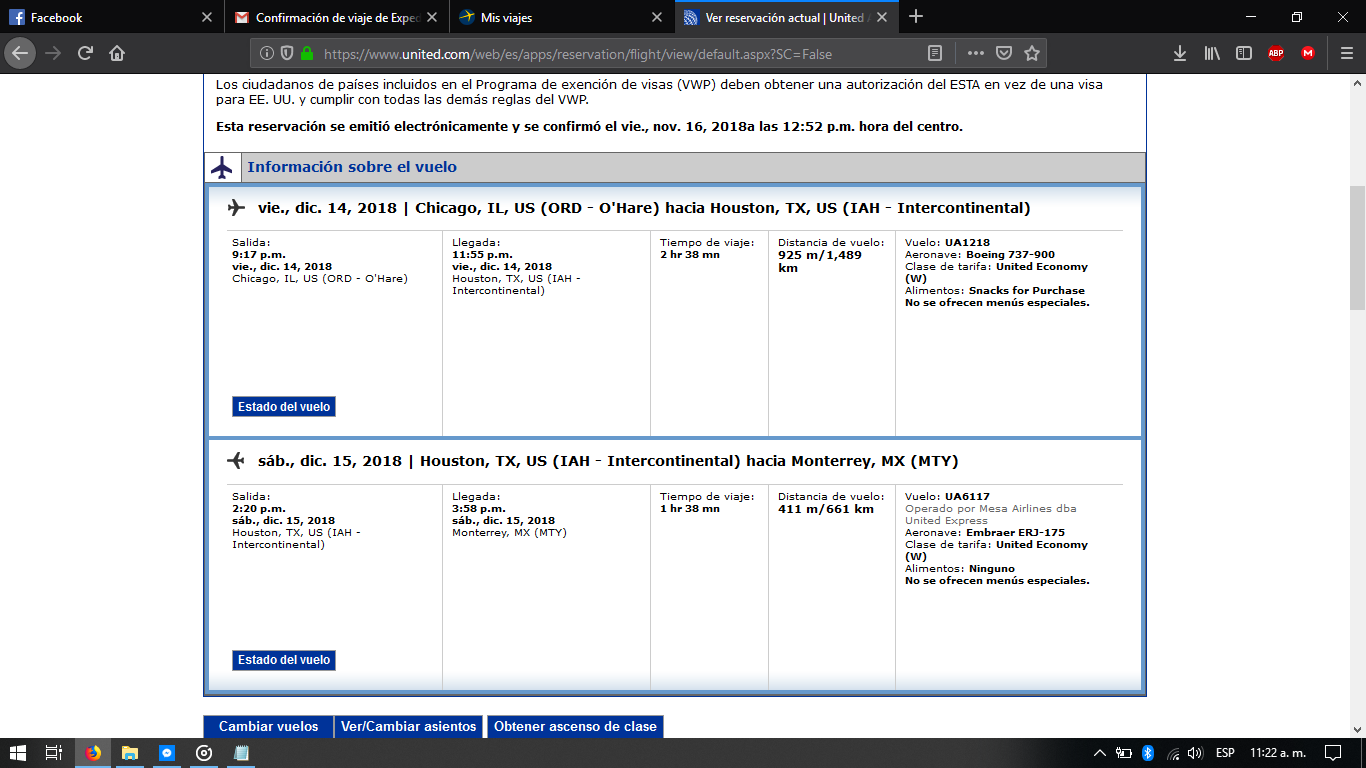 Facebook
Confirmación de viaje de Exped
Mis viajes
Ver reservación actual | United A
https://www.united.com/web/es/apps/reservation/flight/view/default.aspx?SC=False
ABP
M
Los ciudadanos de países incluidos en el Programa de exención de visas (VWP) deben obtener una autorización del ESTA en vez de una visa
para EE. UU. y cumplir con todas las demás reglas del VWP.
Esta reservación se emitió electrónicamente y se confirmó el vie., nov. 16, 2018a las 12:52 p.m. hora del centro.
Información sobre el vuelo
vie., dic. 14, 2018 | Chicago, IL, US (ORD - O'Hare) hacia Houston, TX, US (IAH - Intercontinental)
Salida:
9:17 p.m.
vie., dic. 14, 2018
Chicago, IL, US (ORD - O'Hare)
Llegada:
11:55 p.m.
vie., dic. 14, 2018
Houston, TX, US (IAH -
Intercontinental)
Tiempo de viaje:
2 hr 38 mn
Distancia de vuelo:
925 m/1,489
km
Vuelo: UA1218
Aeronave: Boeing 737-900
Clase de tarifa: United Economy
(W)
Alimentos: Snacks for Purchase
No se ofrecen menús especiales.
Estado del vuelo
sáb., dic. 15, 2018 | Houston, TX, US (IAH - Intercontinental) hacia Monterrey, MX (MTY)
Salida:
2:20 p.m.
sáb., dic. 15, 2018
Houston, TX, US (IAH -
Intercontinental)
Llegada:
3:58 p.m.
sáb., dic. 15, 2018
Monterrey, MX (MTY)
Tiempo de viaje:
1 hr 38 mn
Distancia de vuelo:
411 m/661 km
Vuelo: UA6117
Operado por Mesa Airlines dba
United Express
Aeronave: Embraer ERJ-175
Clase de tarifa: United Economy
(W)
Alimentos: Ninguno
No se ofrecen menús especiales.
Estado del vuelo
Cambiar vuelos
Ver/Cambiar asientos
Obtener ascenso de clase
ESP
11:22 a. m.